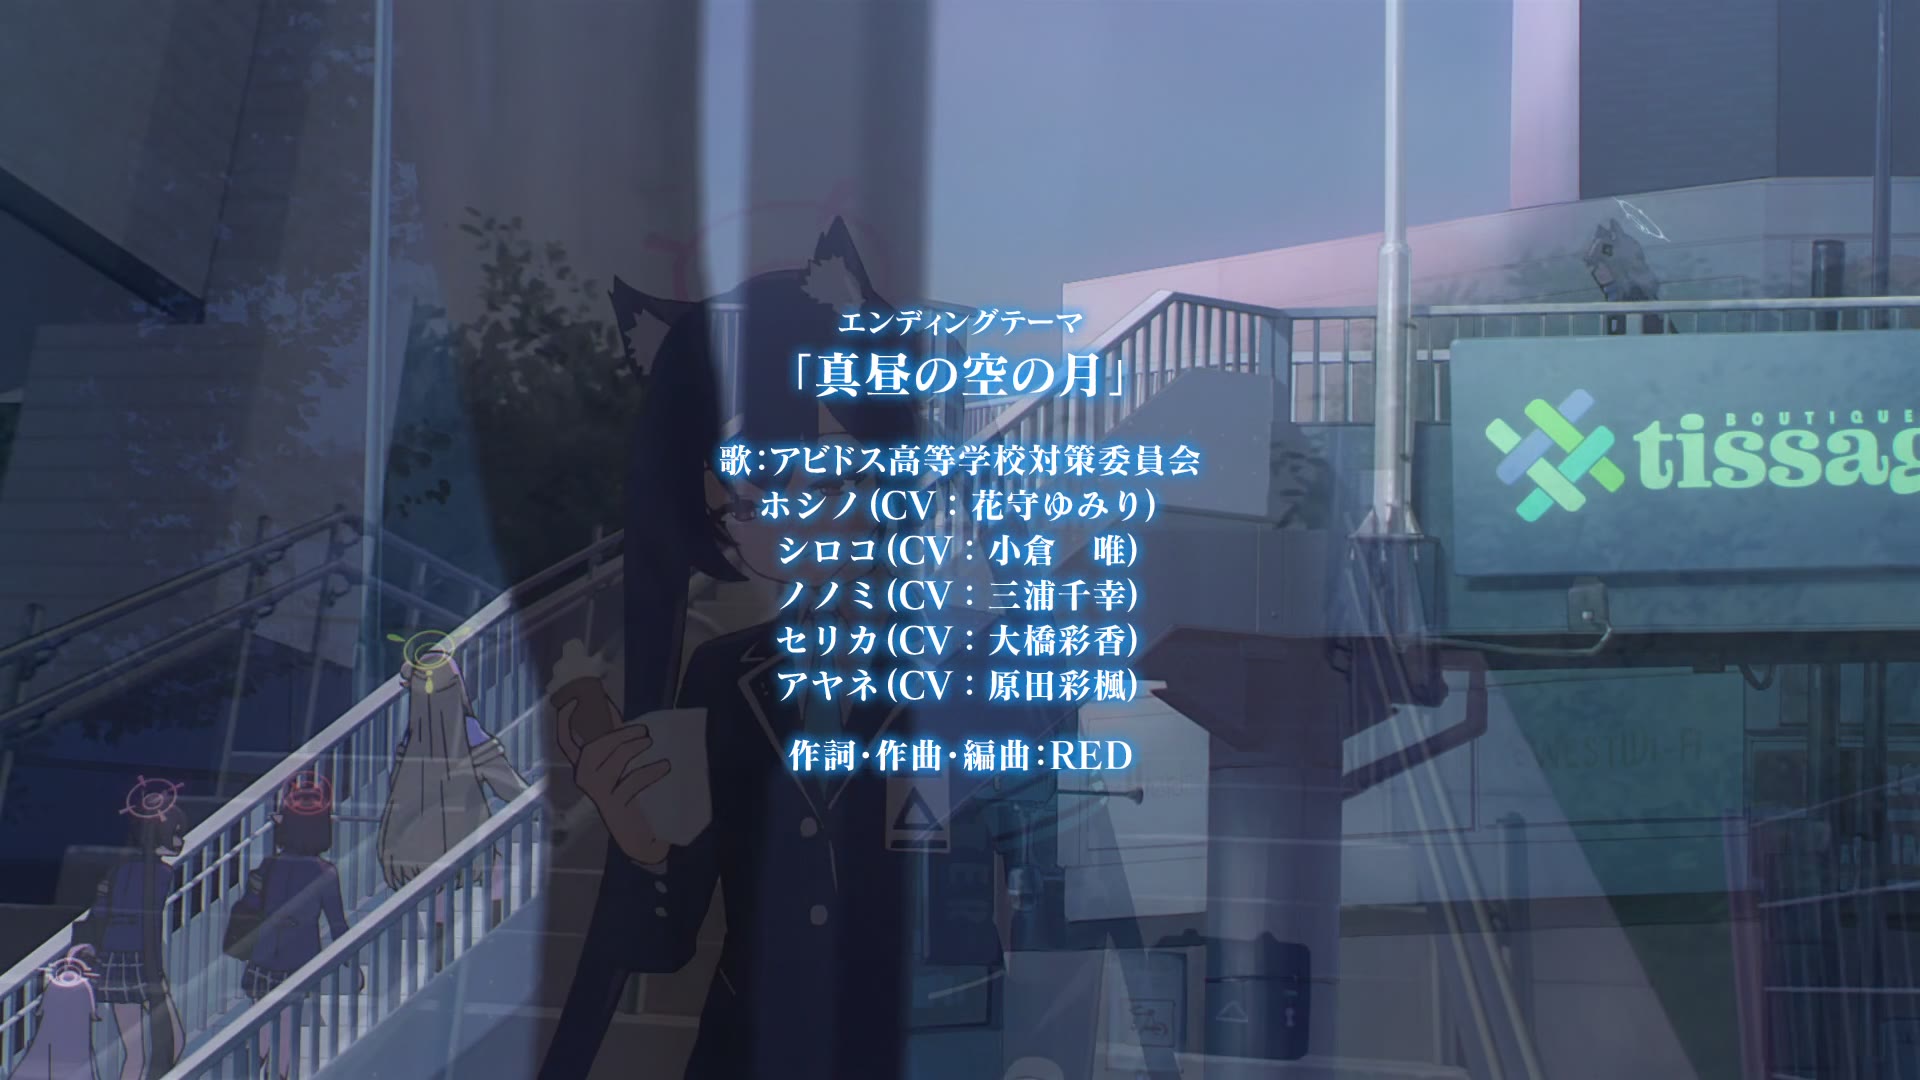 エンディングテーマ
「真昼の空の月」
歌:アビドス高等学校対策委員会
ホシノ(CV:花守ゆみり)
シロコ(CV:小倉　唯)
ノノミ(CV:三浦千幸)
セリカ(CV:大橋彩香)
アヤネ(CV:原田彩楓)
作詞・作曲・編曲:RED
BOUTIQUE
tissag